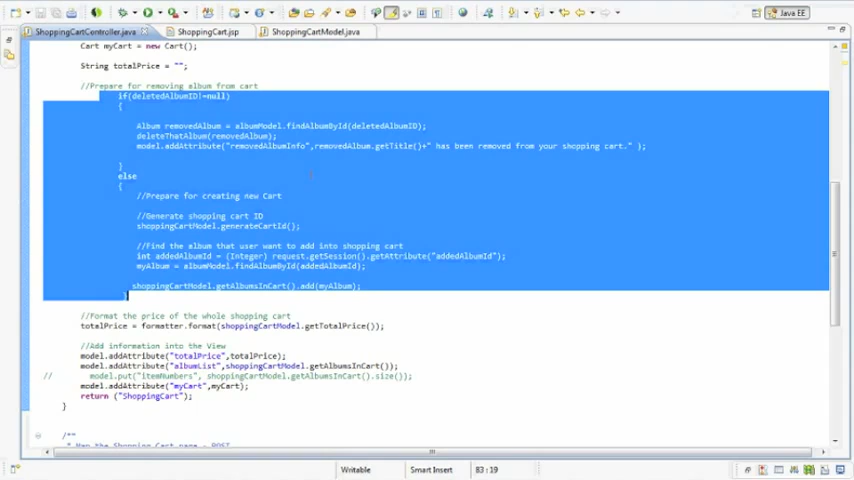 Java EE
ShoppingCartController.java
ShoppingCart.jsp
ShoppingCartModel.java
Cart myCart = new Cart();
String totalPrice = "";
//Prepare for removing album from cart
if(deletedAlbumID!=null)
{
Album removedAlbum = albumModel.findAlbumById(deletedAlbumID);
deleteThatAlbum(removedAlbum);
model.addAttribute("removedAlbumInfo",removedAlbum.getTitle()+" has been removed from your shopping cart." );
}
else
{
//Prepare for creating new Cart
//Generate shopping cart ID
shoppingCartModel.generateCartId();
//Find the album that user want to add into shopping cart
int addedAlbumId = (Integer) request.getSession().getAttribute("addedAlbumId");
myAlbum = albumModel.findAlbumById(addedAlbumId);
shoppingCartModel.getAlbumsInCart().add(myAlbum);
}
//Format the price of the whole shopping cart
totalPrice = formatter.format(shoppingCartModel.getTotalPrice());
//Add information into the View
model.addAttribute("totalPrice",totalPrice);
model.addAttribute("albumList",shoppingCartModel.getAlbumsInCart());
// model.put("itemNumbers", shoppingCartModel.getAlbumsInCart().size());
model.addAttribute("myCart",myCart);
return ("ShoppingCart");
}
/**
* Map the Shopping Cart page - POST
Writable
Smart Insert
83 : 19